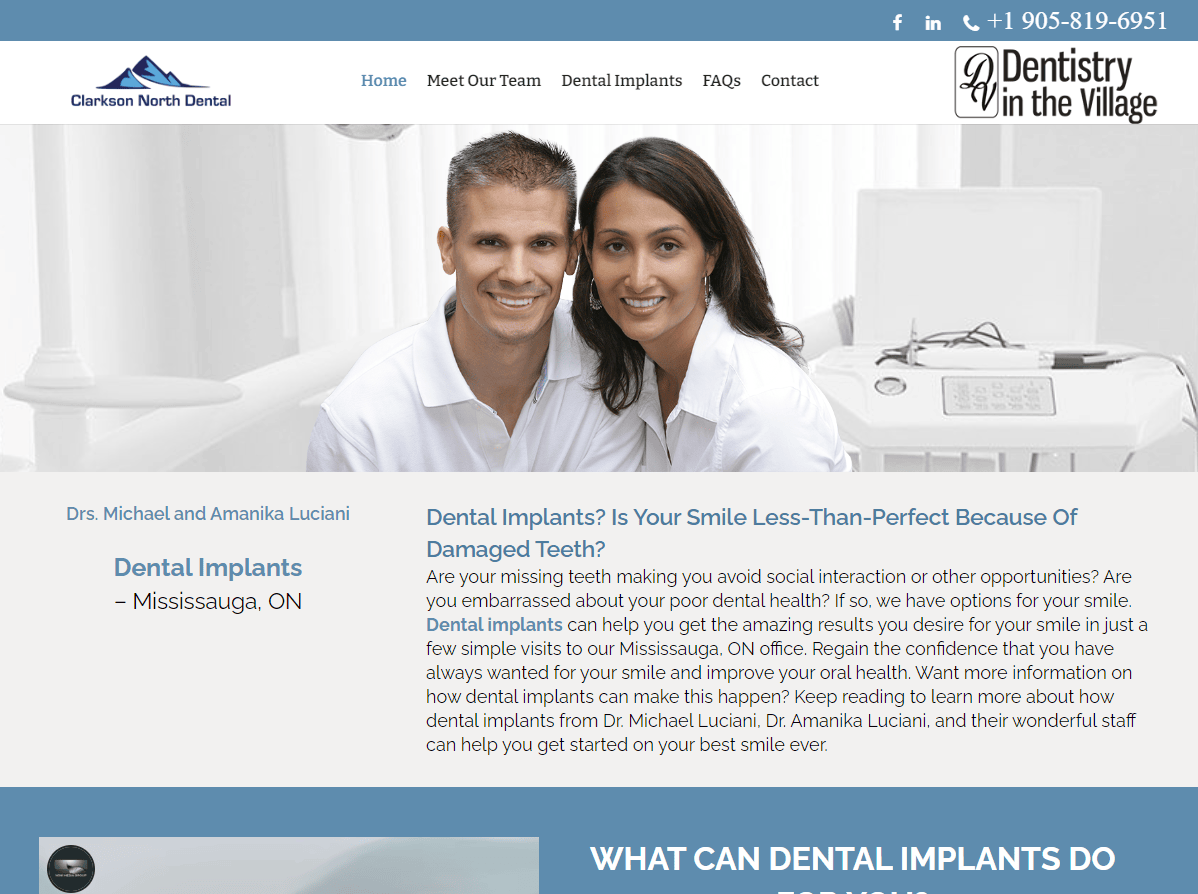 +1 905-819-6951
Clarkson North Dental
Home
Meet Our Team
Dental Implants
FAQs
Contact
DV
Dentistry
in the Village
Drs. Michael and Amanika Luciani
Dental Implants
– Mississauga, ON
Dental Implants? Is Your Smile Less-Than-Perfect Because Of
Damaged Teeth?
Are your missing teeth making you avoid social interaction or other opportunities? Are
you embarrassed about your poor dental health? If so, we have options for your smile.
Dental implants can help you get the amazing results you desire for your smile in just a
few simple visits to our Mississauga, ON office. Regain the confidence that you have
always wanted for your smile and improve your oral health. Want more information on
how dental implants can make this happen? Keep reading to learn more about how
dental implants from Dr. Michael Luciani, Dr. Amanika Luciani, and their wonderful staff
can help you get started on your best smile ever.
WHAT CAN DENTAL IMPLANTS DO
FOR YOU?